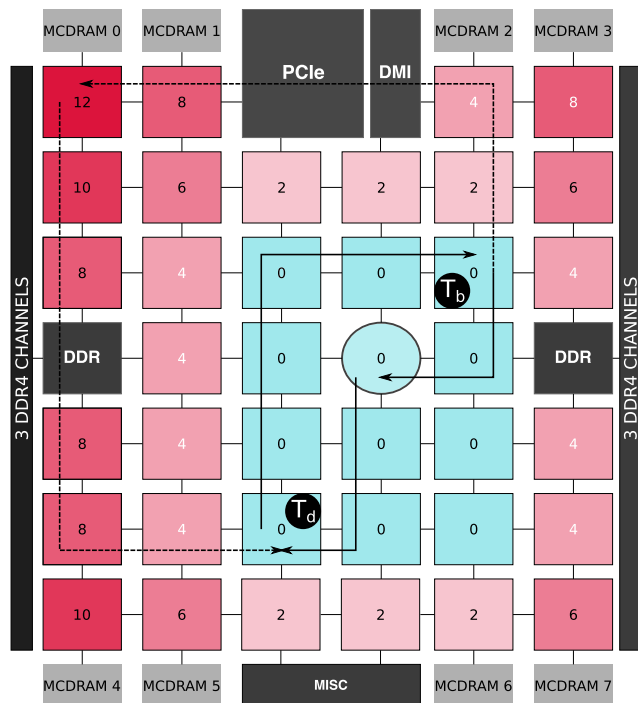 MCDRAM 0 MCDRAM 1 MCDRAM 2 MCDRAM 3
PCIe DMI
12 8 4 8
10 6 2 2 2 6
8 4 0 0 0 4
Tb
3 DDR4 CHANNELS
DDR 4 0 0 0 DDR
3 DDR4 CHANNELS
8 4 0 0 0 4
Td
8 4 0 0 0 4
10 6 2 2 2 6
MCDRAM 4 MCDRAM 5 MISC MCDRAM 6 MCDRAM 7